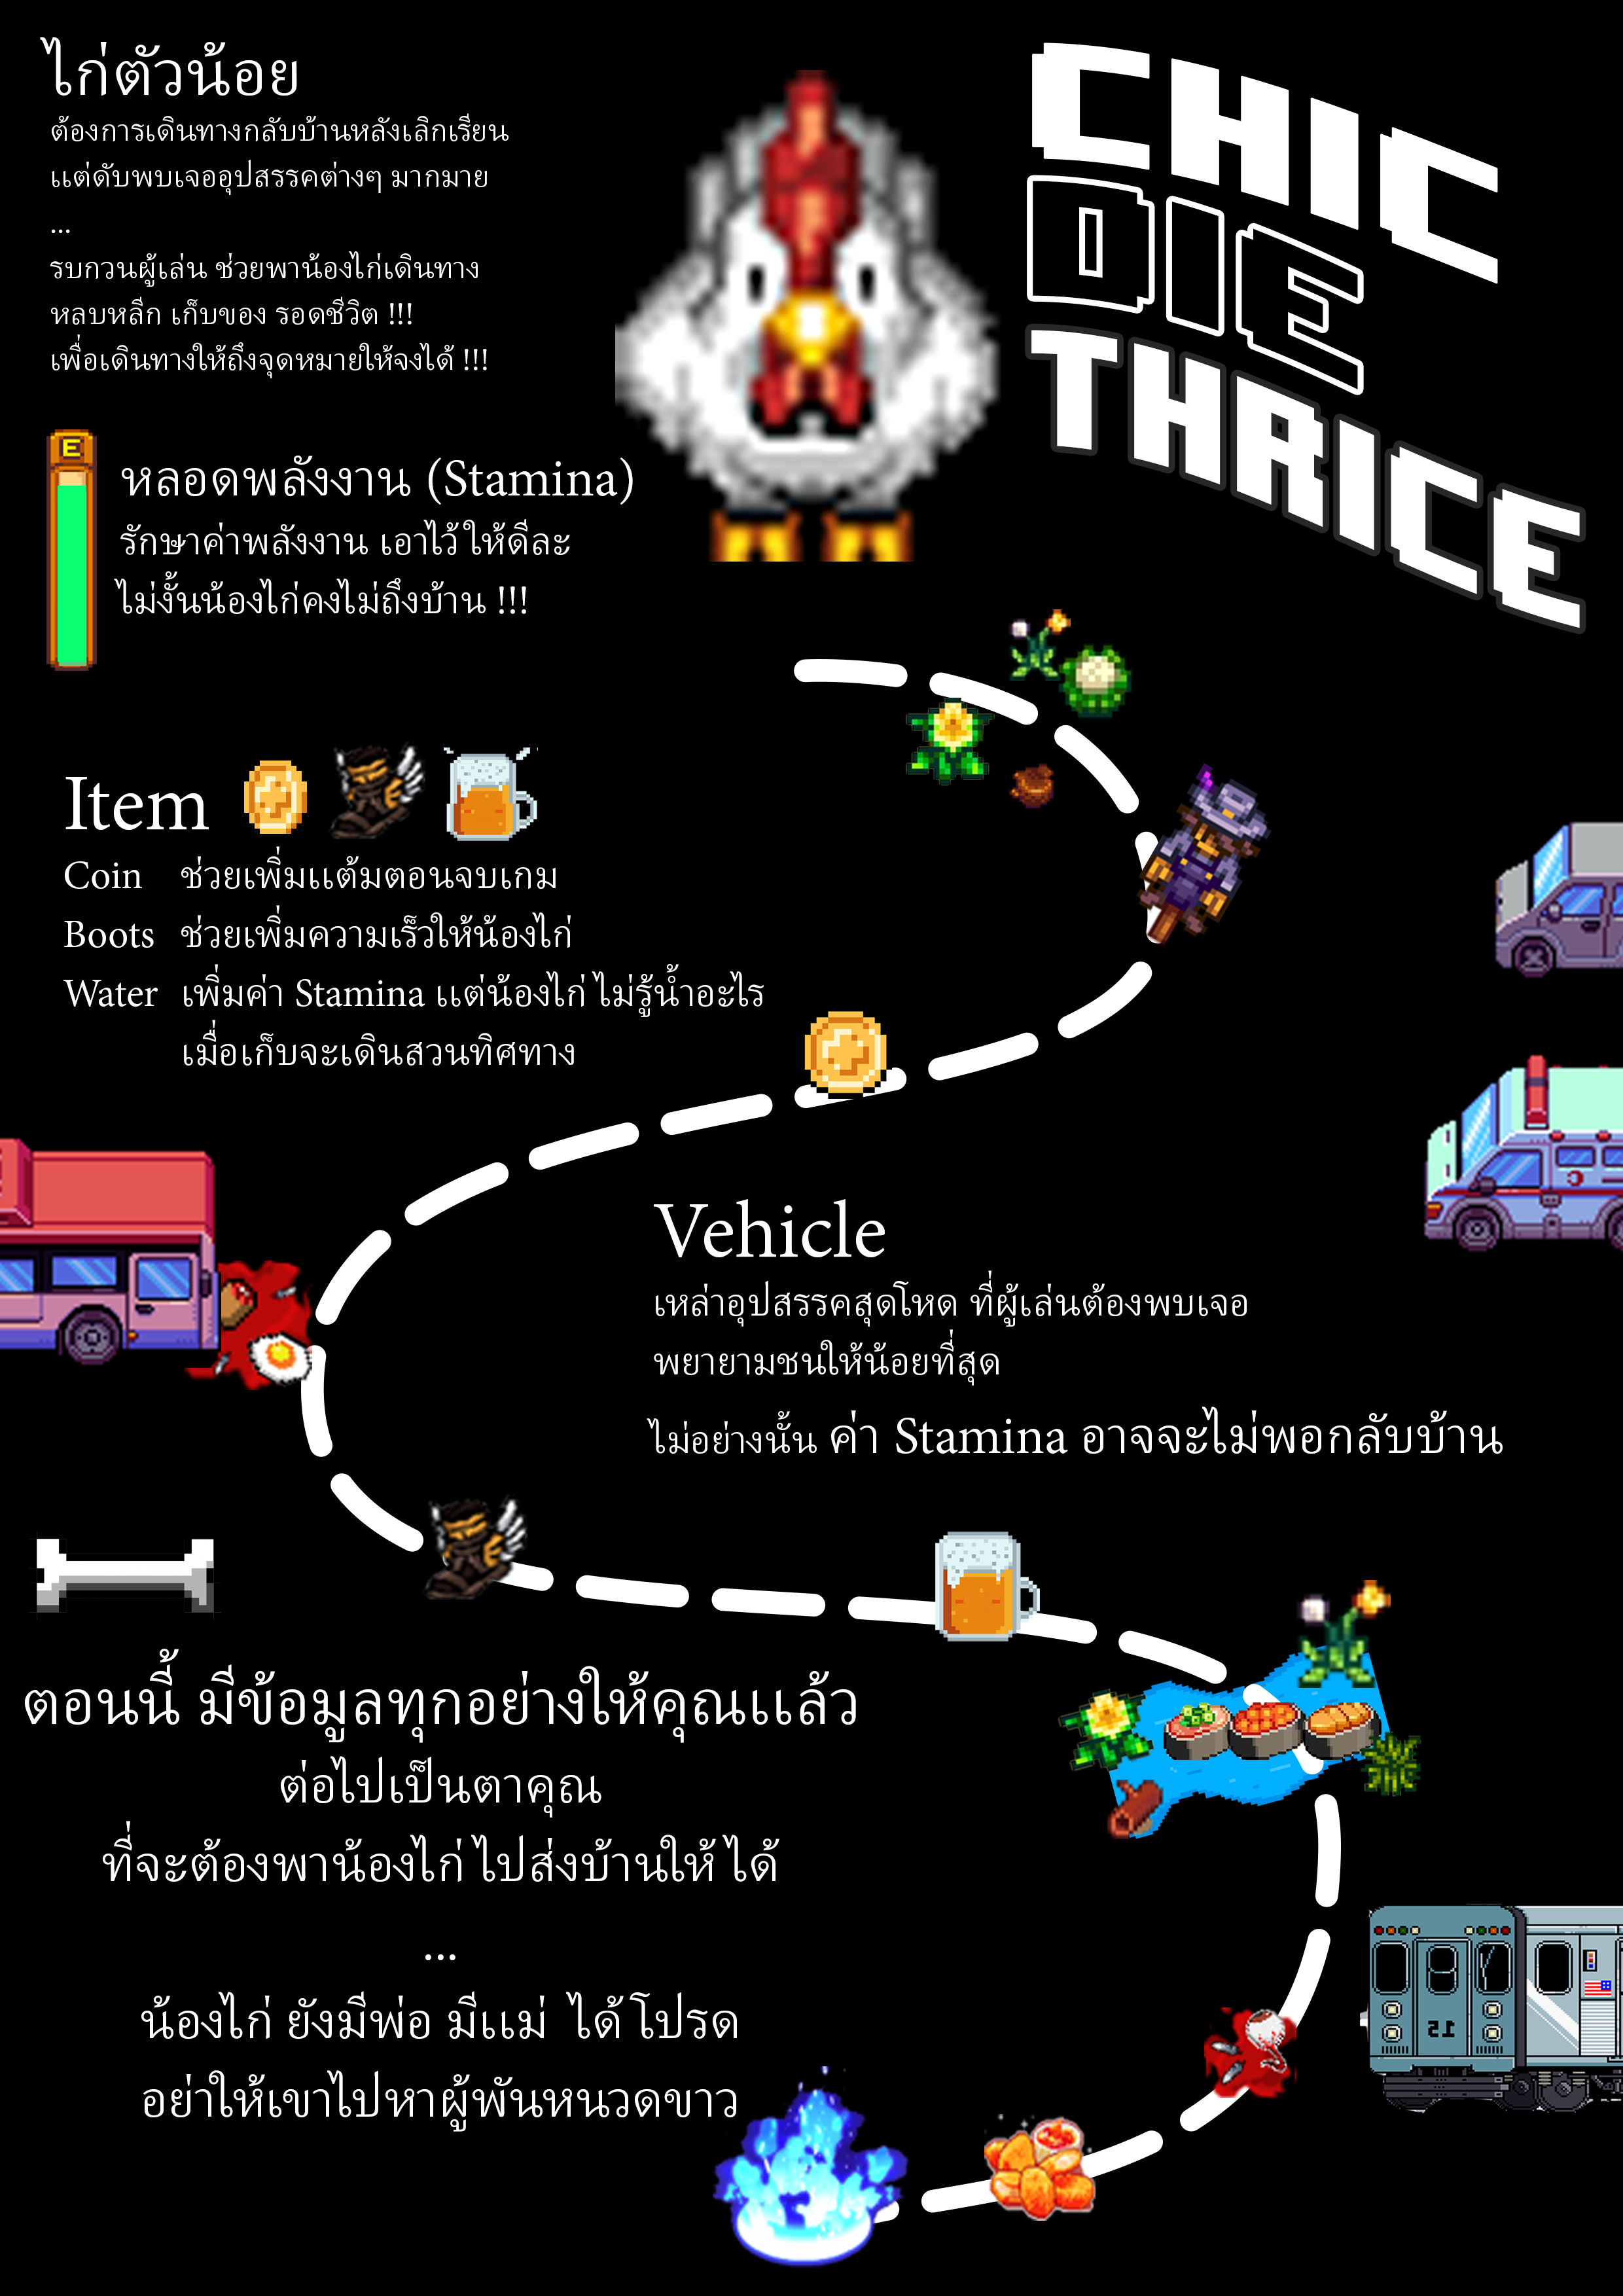 ไก่ตัวน้อย
ต้องการเดินทางกลับบ้านหลังเลิกเรียน
แต่ดับพบเจออุปสรรคต่างๆ มากมาย
...
รบกวนผู้เล่น ช่วยพาน้องไก่เดินทาง
หลบหลีก เก็บของ รอดชีวิต !!!
เพื่อเดินทางให้ถึงจุดหมายให้จงได้ !!!
CHIC
DIE
THRICE
E
หลอดพลังงาน (Stamina)
รักษาค่าพลังงาน เอาไว้ให้ดีละ
ไม่งั้นน้องไก่คงไม่ถึงบ้าน !!!
Item
Coin ช่วยเพิ่มแต้มตอนจบเกม
Boots ช่วยเพิ่มความเร็วให้น้องไก่
Water เพิ่มค่า Stamina แต่น้องไก่ ไม่รู้น้ำอะไร
เมื่อเก็บจะเดินสวนทิศทาง
Vehicle
เหล่าอุปสรรคสุดโหด ที่ผู้เล่นต้องพบเจอ
พยายามชนให้น้อยที่สุด
ไม่อย่างนั้น ค่า Stamina อาจจะไม่พอกลับบ้าน
ตอนนี้ มีข้อมูลทุกอย่างให้คุณแล้ว
ต่อไปเป็นตาคุณ
ที่จะต้องพาน้องไก่ ไปส่งบ้านให้ได้
...
น้องไก่ ยังมีพ่อ มีแม่ ได้โปรด
อย่าให้เขาไปหาผู้พันหนวดขาว
15